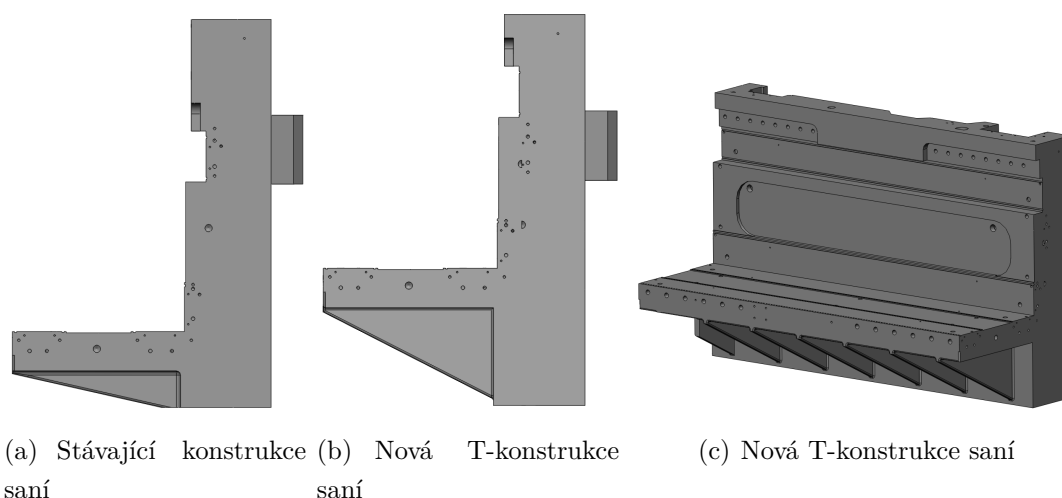 (a) Stávající konstrukce
saní
(b) Nová T-konstrukce
saní
(c) Nová T-konstrukce saní